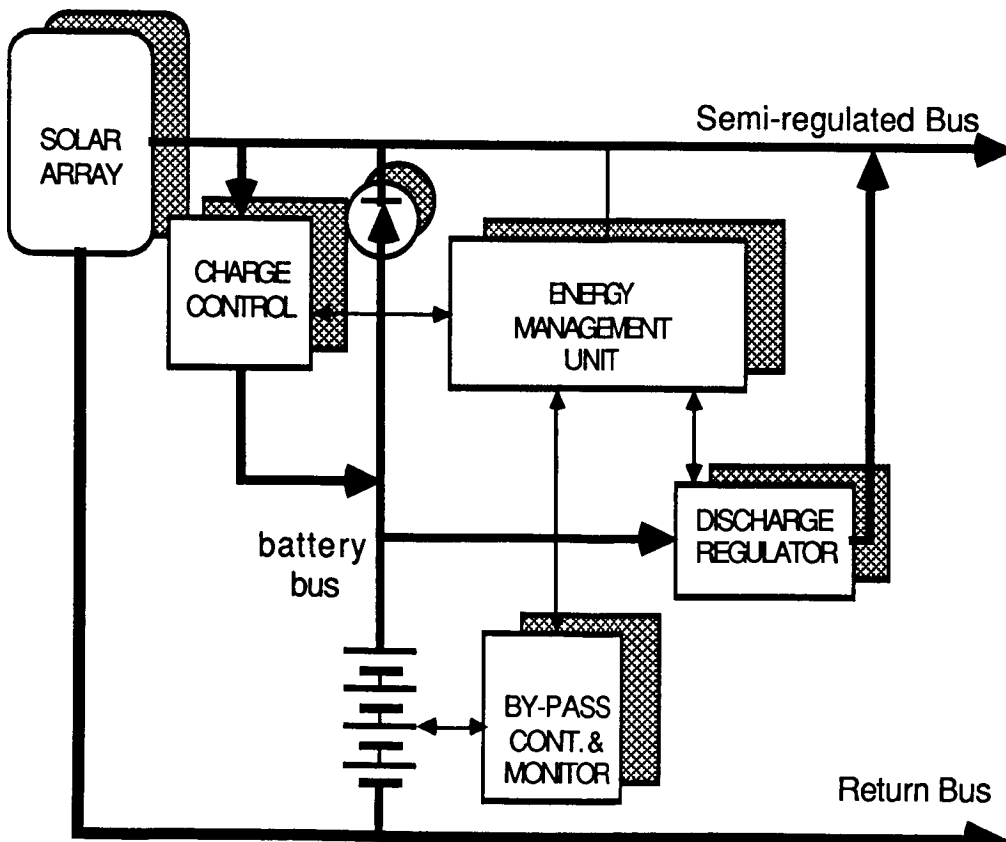 Semi-regulated Bus
SOLAR
ARRAY
CHARGE
CONTROL
ENERGY
MANAGEMENT
UNIT
DISCHARGE
REGULATOR
battery
bus
BY-PASS
CONT. &
MONITOR
Return Bus